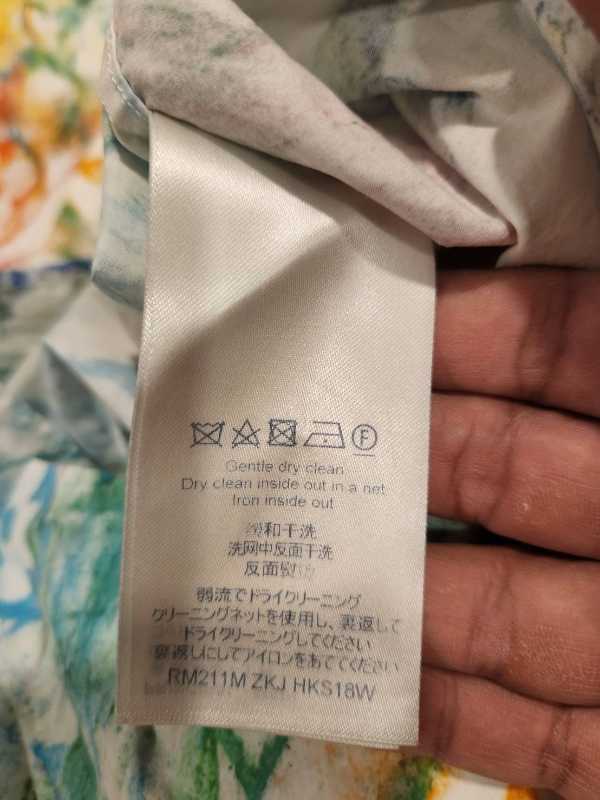 F
Gentle dry clean
Dry clean inside out in a net
Iron inside out
缓和干洗
洗网中反面干洗
反面熨烫
弱流でドライクリーニング
クリーニングネットを使用し、裏返して
ドライクリーニングしてください
裏返しにしてアイロンをあててください
RM211M ZKJ HKS18W